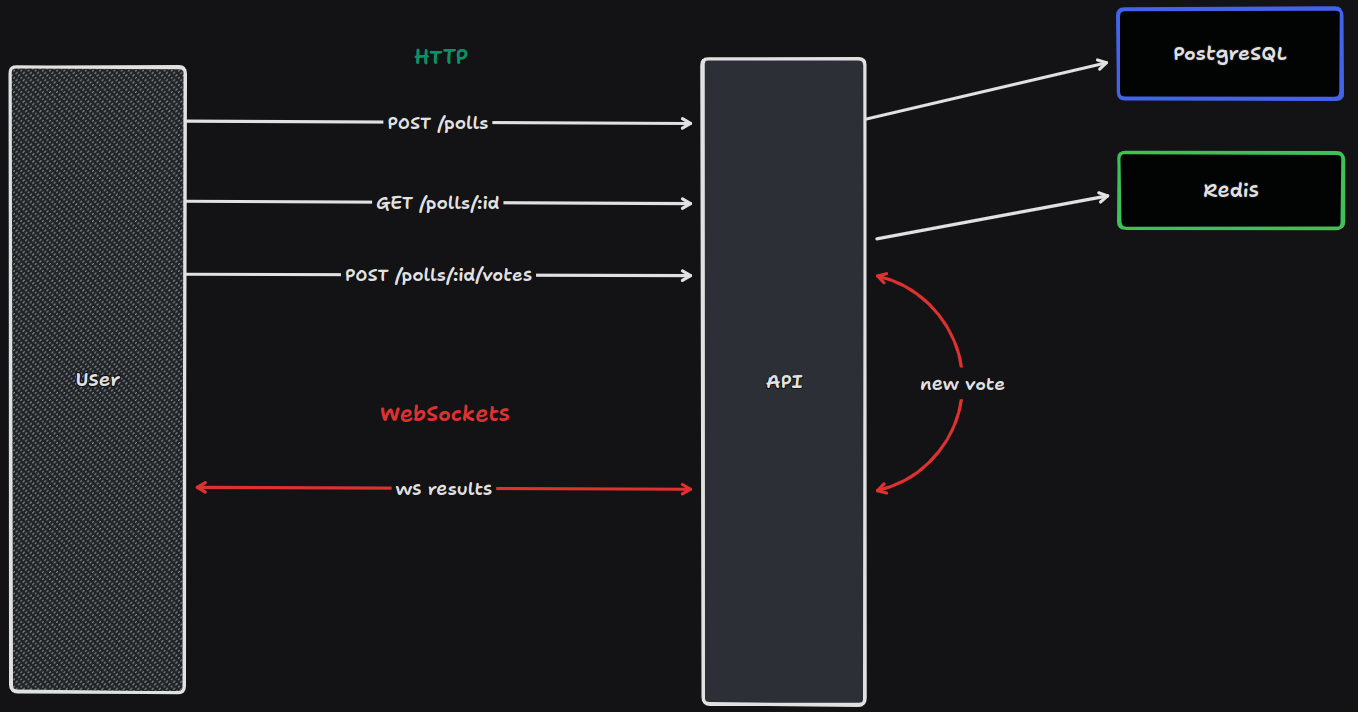 HTTP
PostgreSQL
POST /polls
Redis
GET /polls/:id
POST /polls/:id/votes
User
API
new vote
WebSockets
ws results